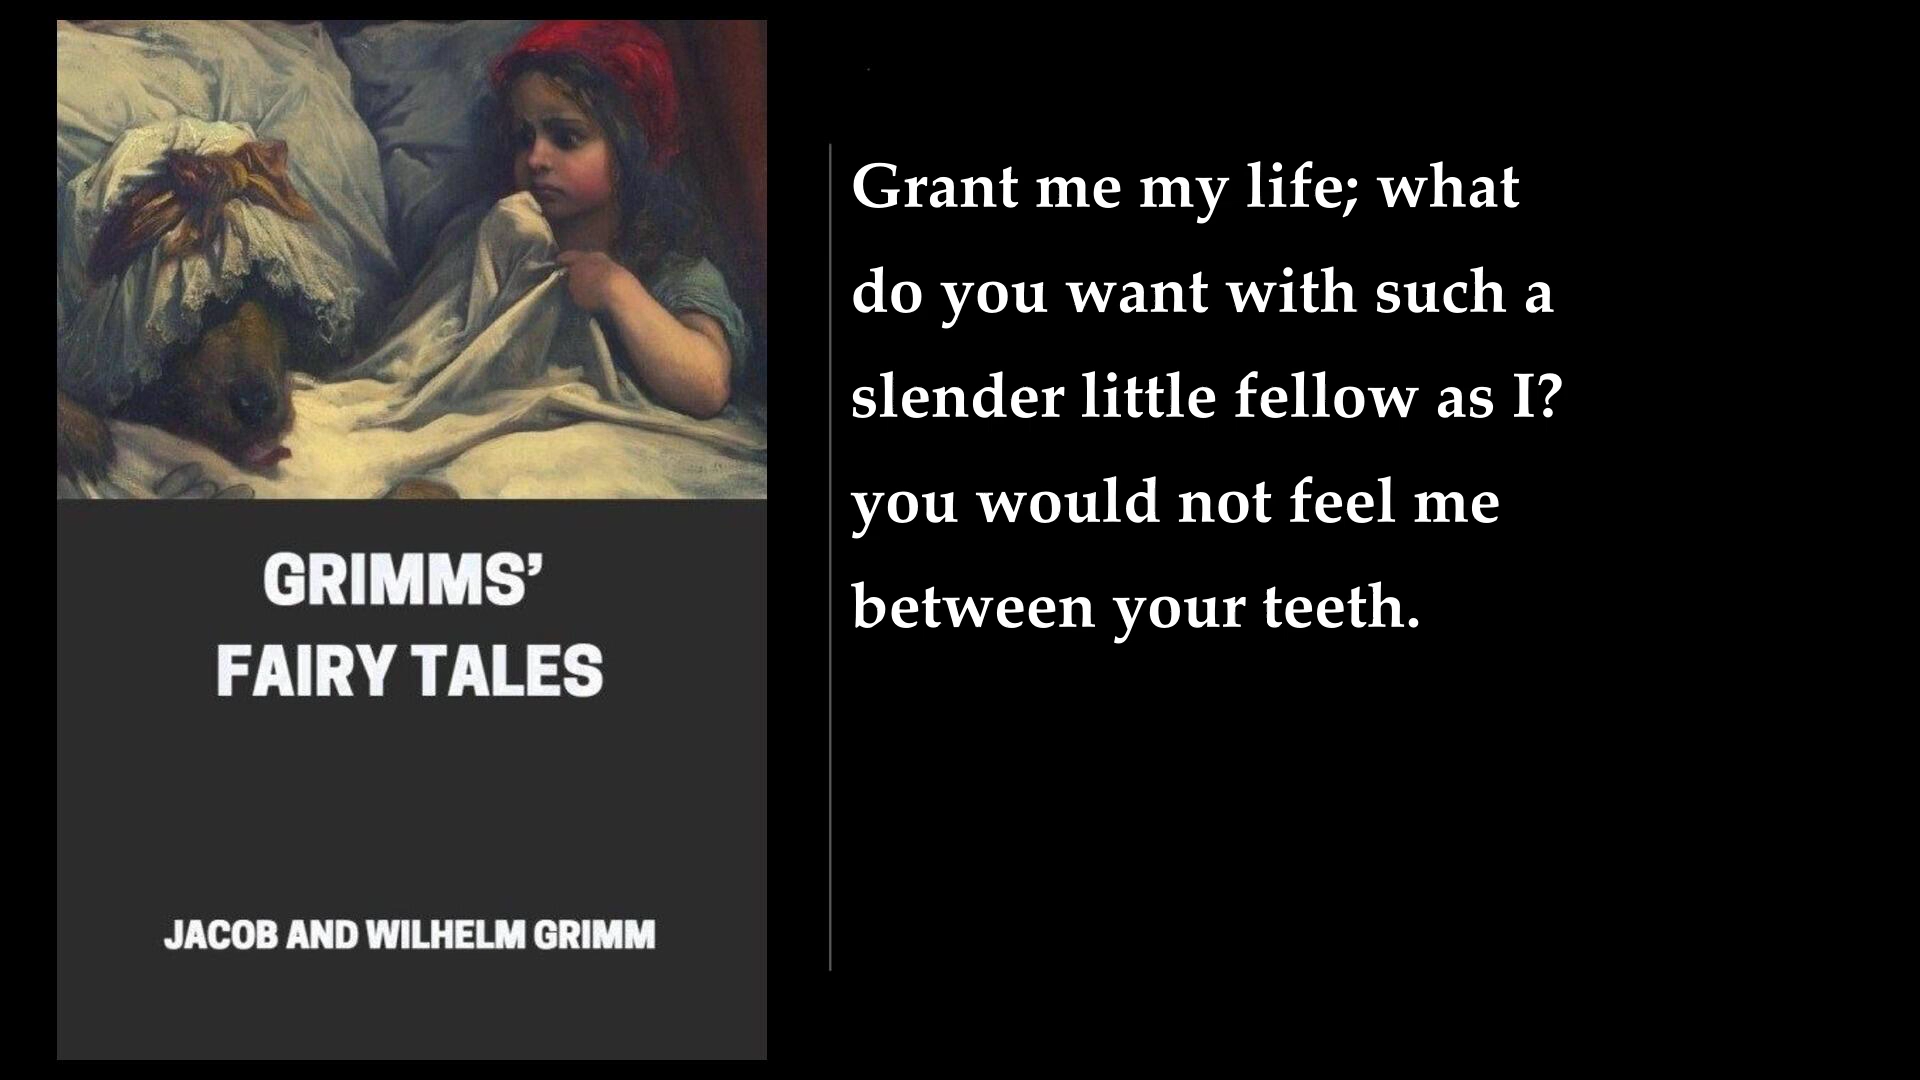 GRIMMS’
FAIRY TALES
JACOB AND WILHELM GRIMM
Grant me my life; what
do you want with such a
slender little fellow as I?
you would not feel me
between your teeth.